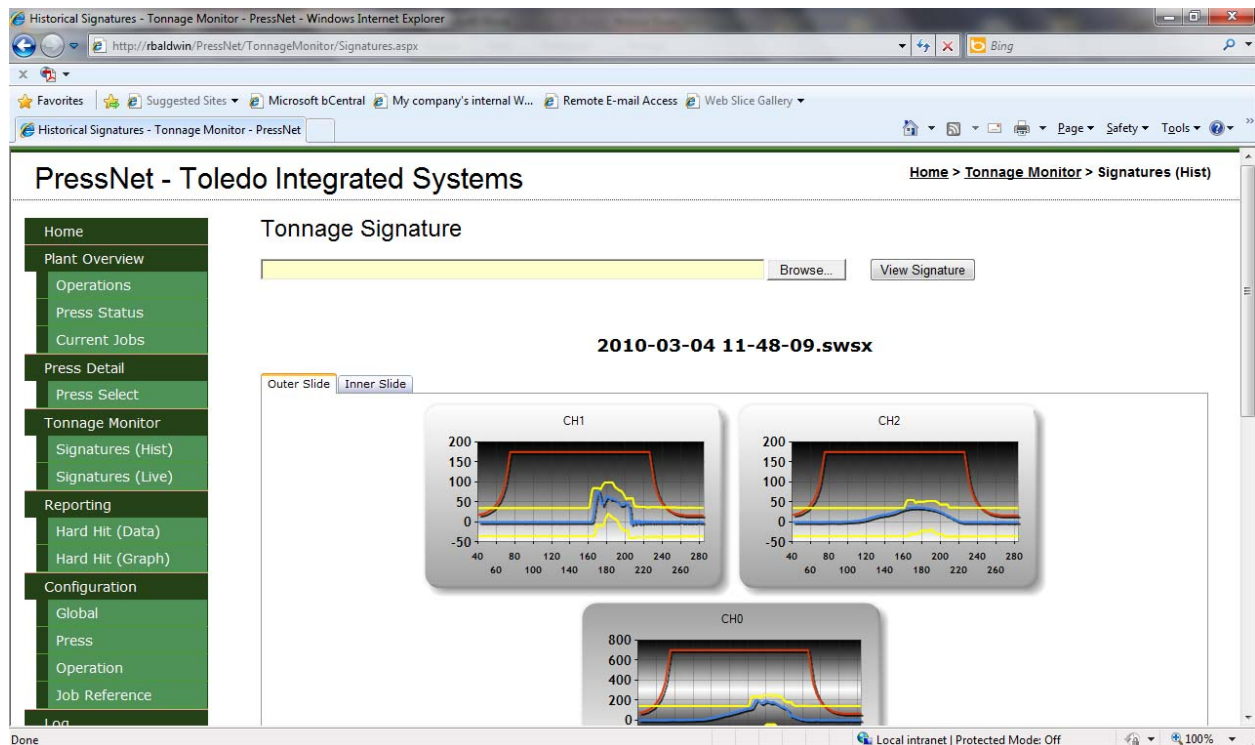 Historical Signatures - Tonnage Monitor - PressNet - Windows Internet Explorer
http://rbaldwin/PressNet/TonnageMonitor/Signatures.aspx
Bing
x
Favorites Suggested Sites Microsoft bCentral My company's internal W... Remote E-mail Access Web Slice Gallery
Historical Signatures - Tonnage Monitor - PressNet
Page Safety Tools
PressNet - Toledo Integrated Systems
Home > Tonnage Monitor > Signatures (Hist)
Home
Plant Overview
Operations
Press Status
Current Jobs
Press Detail
Press Select
Tonnage Monitor
Signatures (Hist)
Signatures (Live)
Reporting
Hard Hit (Data)
Hard Hit (Graph)
Configuration
Global
Press
Operation
Job Reference
Log
Tonnage Signature
Browse... View Signature
2010-03-04 11-48-09.swsx
Outer Slide Inner Slide
CH1
200
150
100
50
0
-50
40 80 120 160 200 240 280
60 100 140 180 220 260
CH2
200
150
100
50
0
-50
40 80 120 160 200 240 280
60 100 140 180 220 260
CH0
800
600
400
200
0
Done
Local intranet | Protected Mode: Off
100%